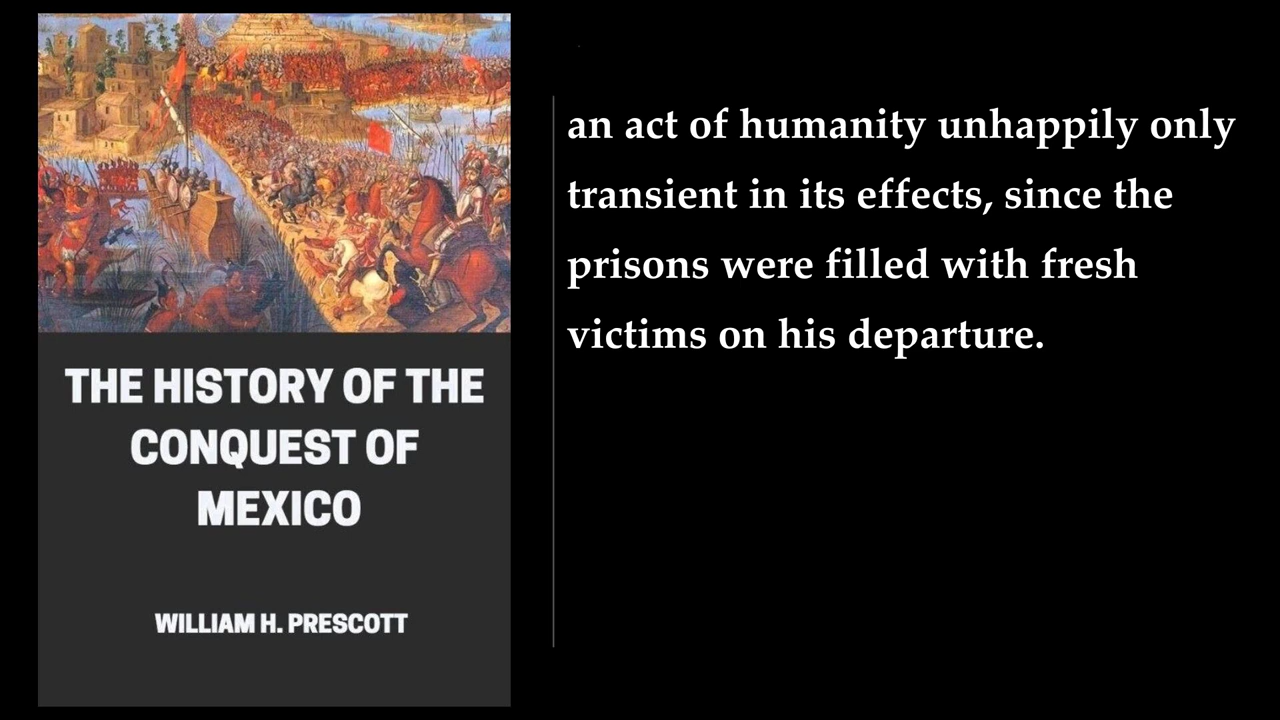 THE HISTORY OF THE
CONQUEST OF
MEXICO
WILLIAM H. PRESCOTT
an act of humanity unhappily only
transient in its effects, since the
prisons were filled with fresh
victims on his departure.